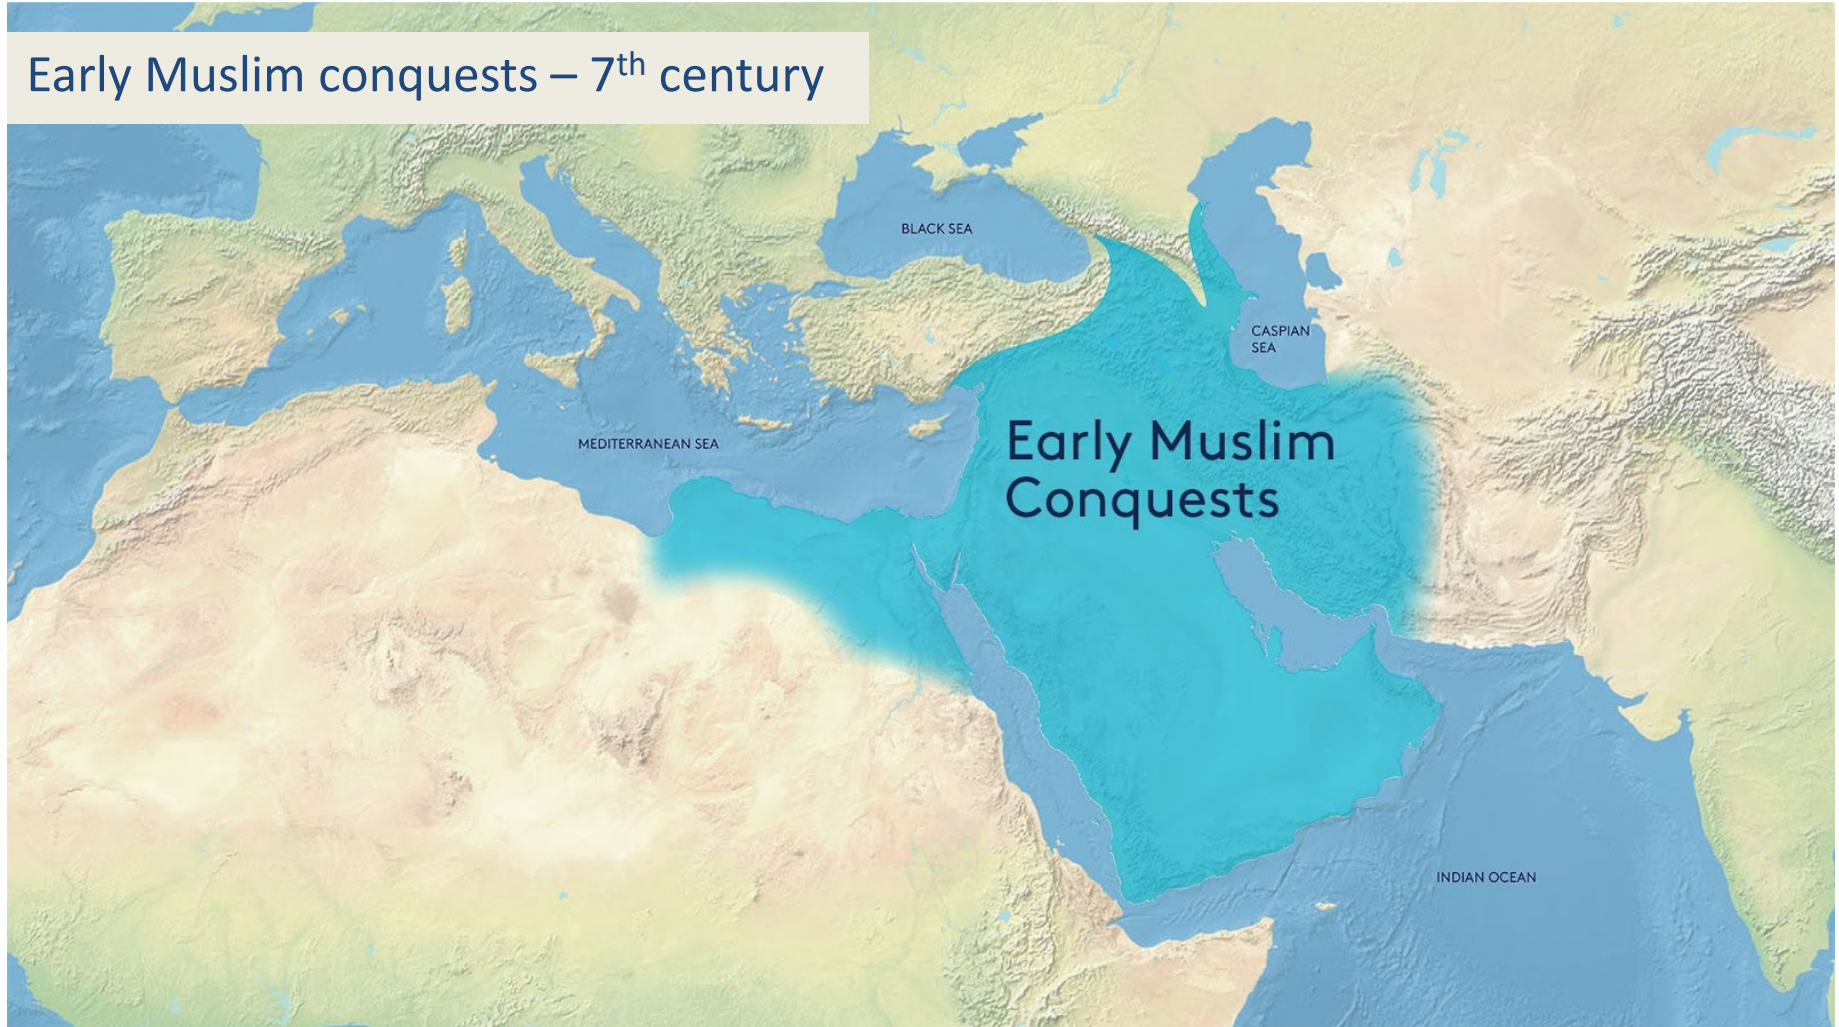 Early Muslim conquests – 7th century
BLACK SEA
CASPIAN
SEA
MEDITERRANEAN SEA
Early Muslim
Conquests
INDIAN OCEAN